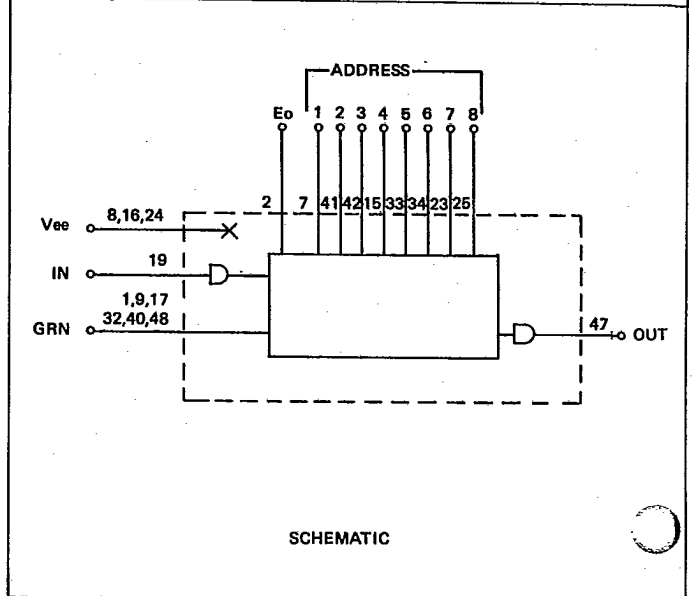 ADDRESS
Eo 1 2 3 4 5 6 7 8
2 7 41 42 15 33 34 23 25
Vee 8,16,24
IN 19
1,9,17
GRN 32,40,48
47 OUT
SCHEMATIC